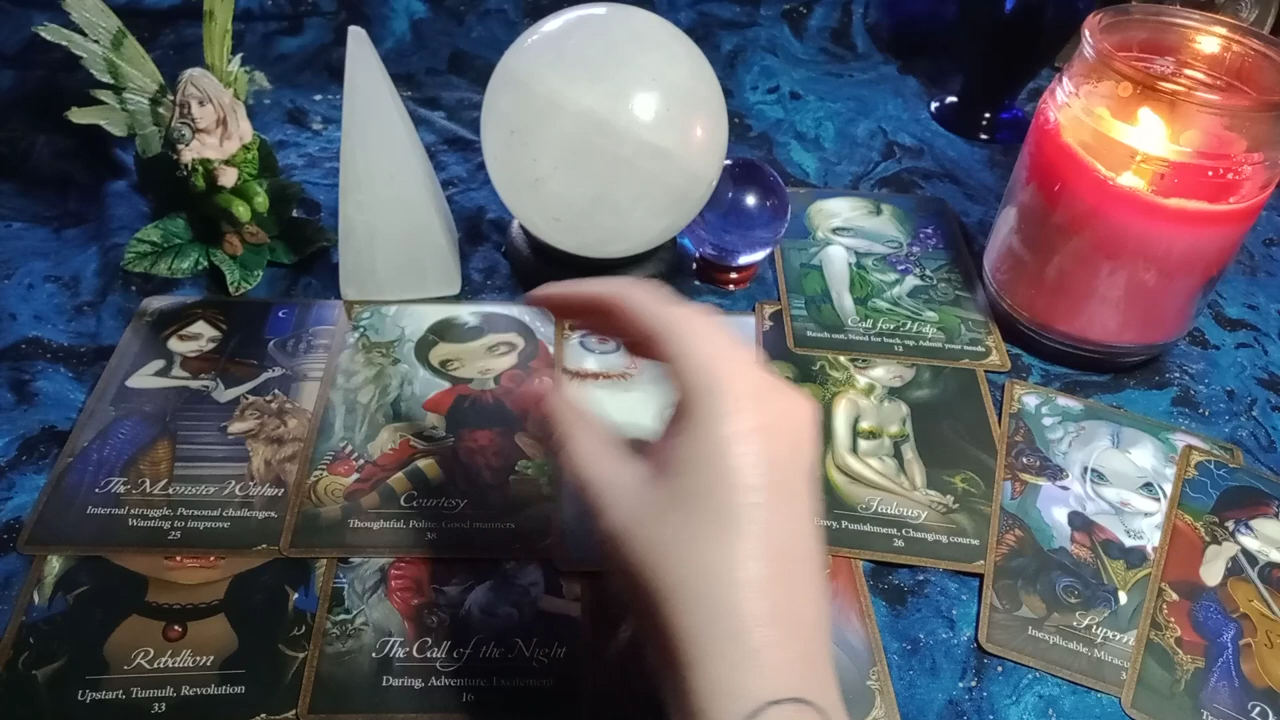 Call for Help
Reach out, Need for back-up. Admit your needs
12
The Monster Within
Internal struggle, Personal challenges,
Wanting to improve
25
Courtesy
Thoughtful, Polite. Good manners
38
Jealousy
Envy, Punishment, Changing course
26
Supern
Inexplicable, Miracu
3
Rebellion
Upstart, Tumult, Revolution
33
The Call of the Night
Daring, Adventure. Excitement
16